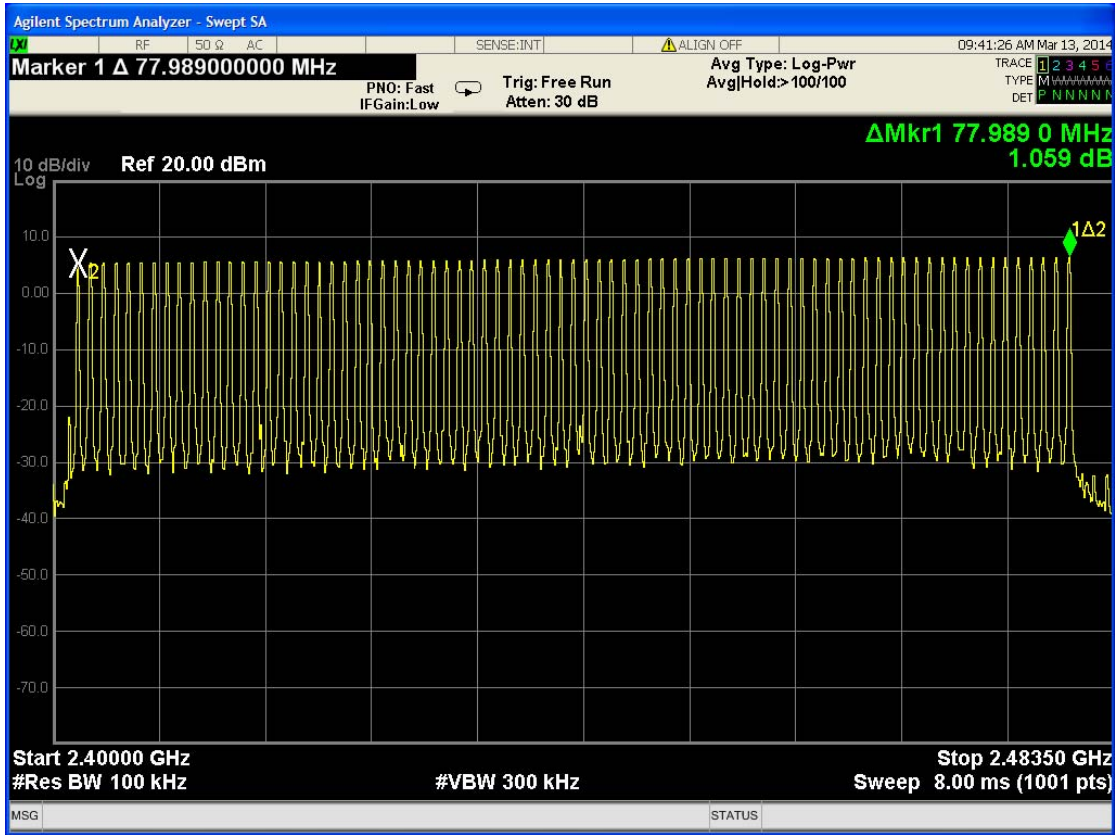 Agilent Spectrum Analyzer - Swept SA
LXI RF 50 Ω AC SENSE:INT ALIGN OFF 09:41:26 AM Mar 13, 2014
Marker 1 Δ 77.989000000 MHz
PNO: Fast
IFGain:Low
Trig: Free Run
Atten: 30 dB
Avg Type: Log-Pwr
Avg|Hold:>100/100
TRACE 1 2 3 4 5 6
TYPE M
DET P N N N N N
ΔMkr1 77.989 0 MHz
1.059 dB
10 dB/div Ref 20.00 dBm
Log
1Δ2
10.0
X2
0.00
-10.0
-20.0
-30.0
-40.0
-50.0
-60.0
-70.0
Start 2.40000 GHz Stop 2.48350 GHz
#Res BW 100 kHz #VBW 300 kHz Sweep 8.00 ms (1001 pts)
MSG STATUS